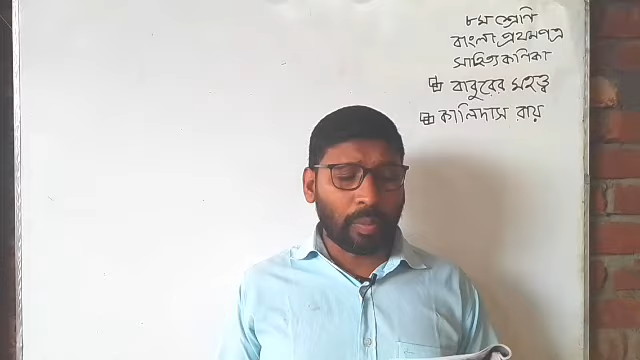 ৮ম শ্রেণি
বাংলা প্রথমপত্র
সাহিত্যকণিকা
বাবুরের মহত্ত্ব
কালিদাস রায়